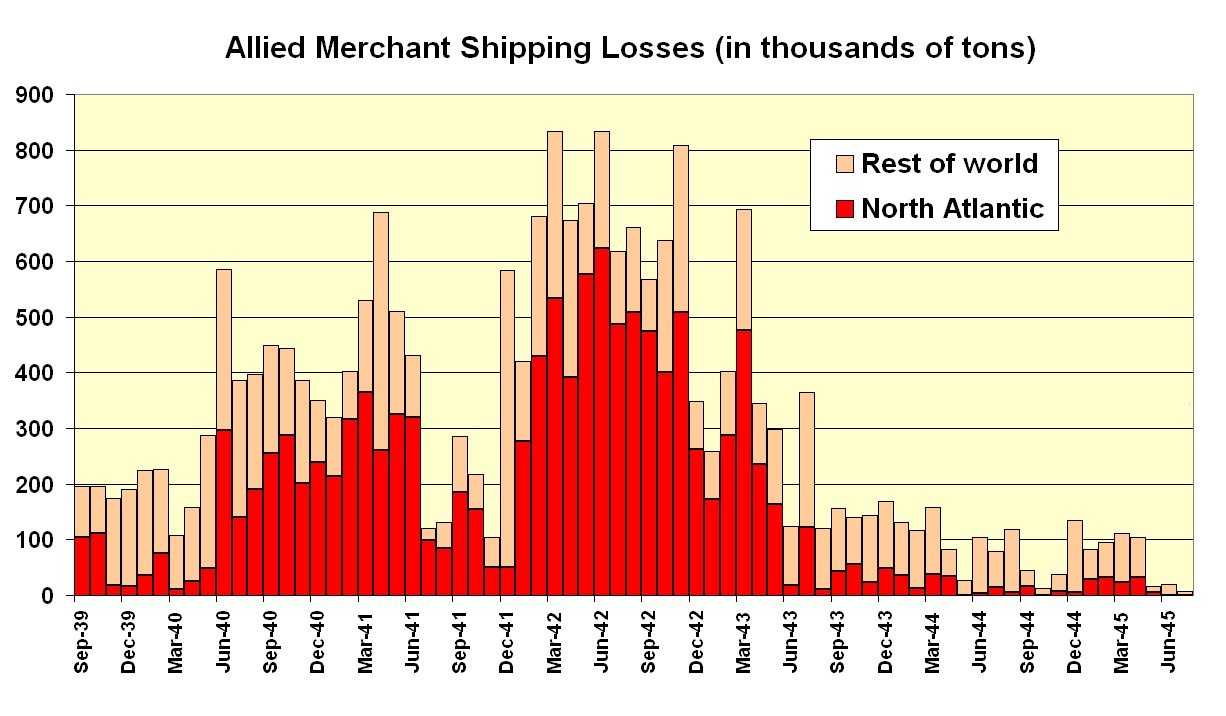 Allied Merchant Shipping Losses (in thousands of tons)
900
800
700
600
500
400
300
200
100
0
Rest of world
North Atlantic
Sep-39
Dec-39
Mar-40
Jun-40
Sep-40
Dec-40
Mar-41
Jun-41
Sep-41
Dec-41
Mar-42
Jun-42
Sep-42
Dec-42
Mar-43
Jun-43
Sep-43
Dec-43
Mar-44
Jun-44
Sep-44
Dec-44
Mar-45
Jun-45